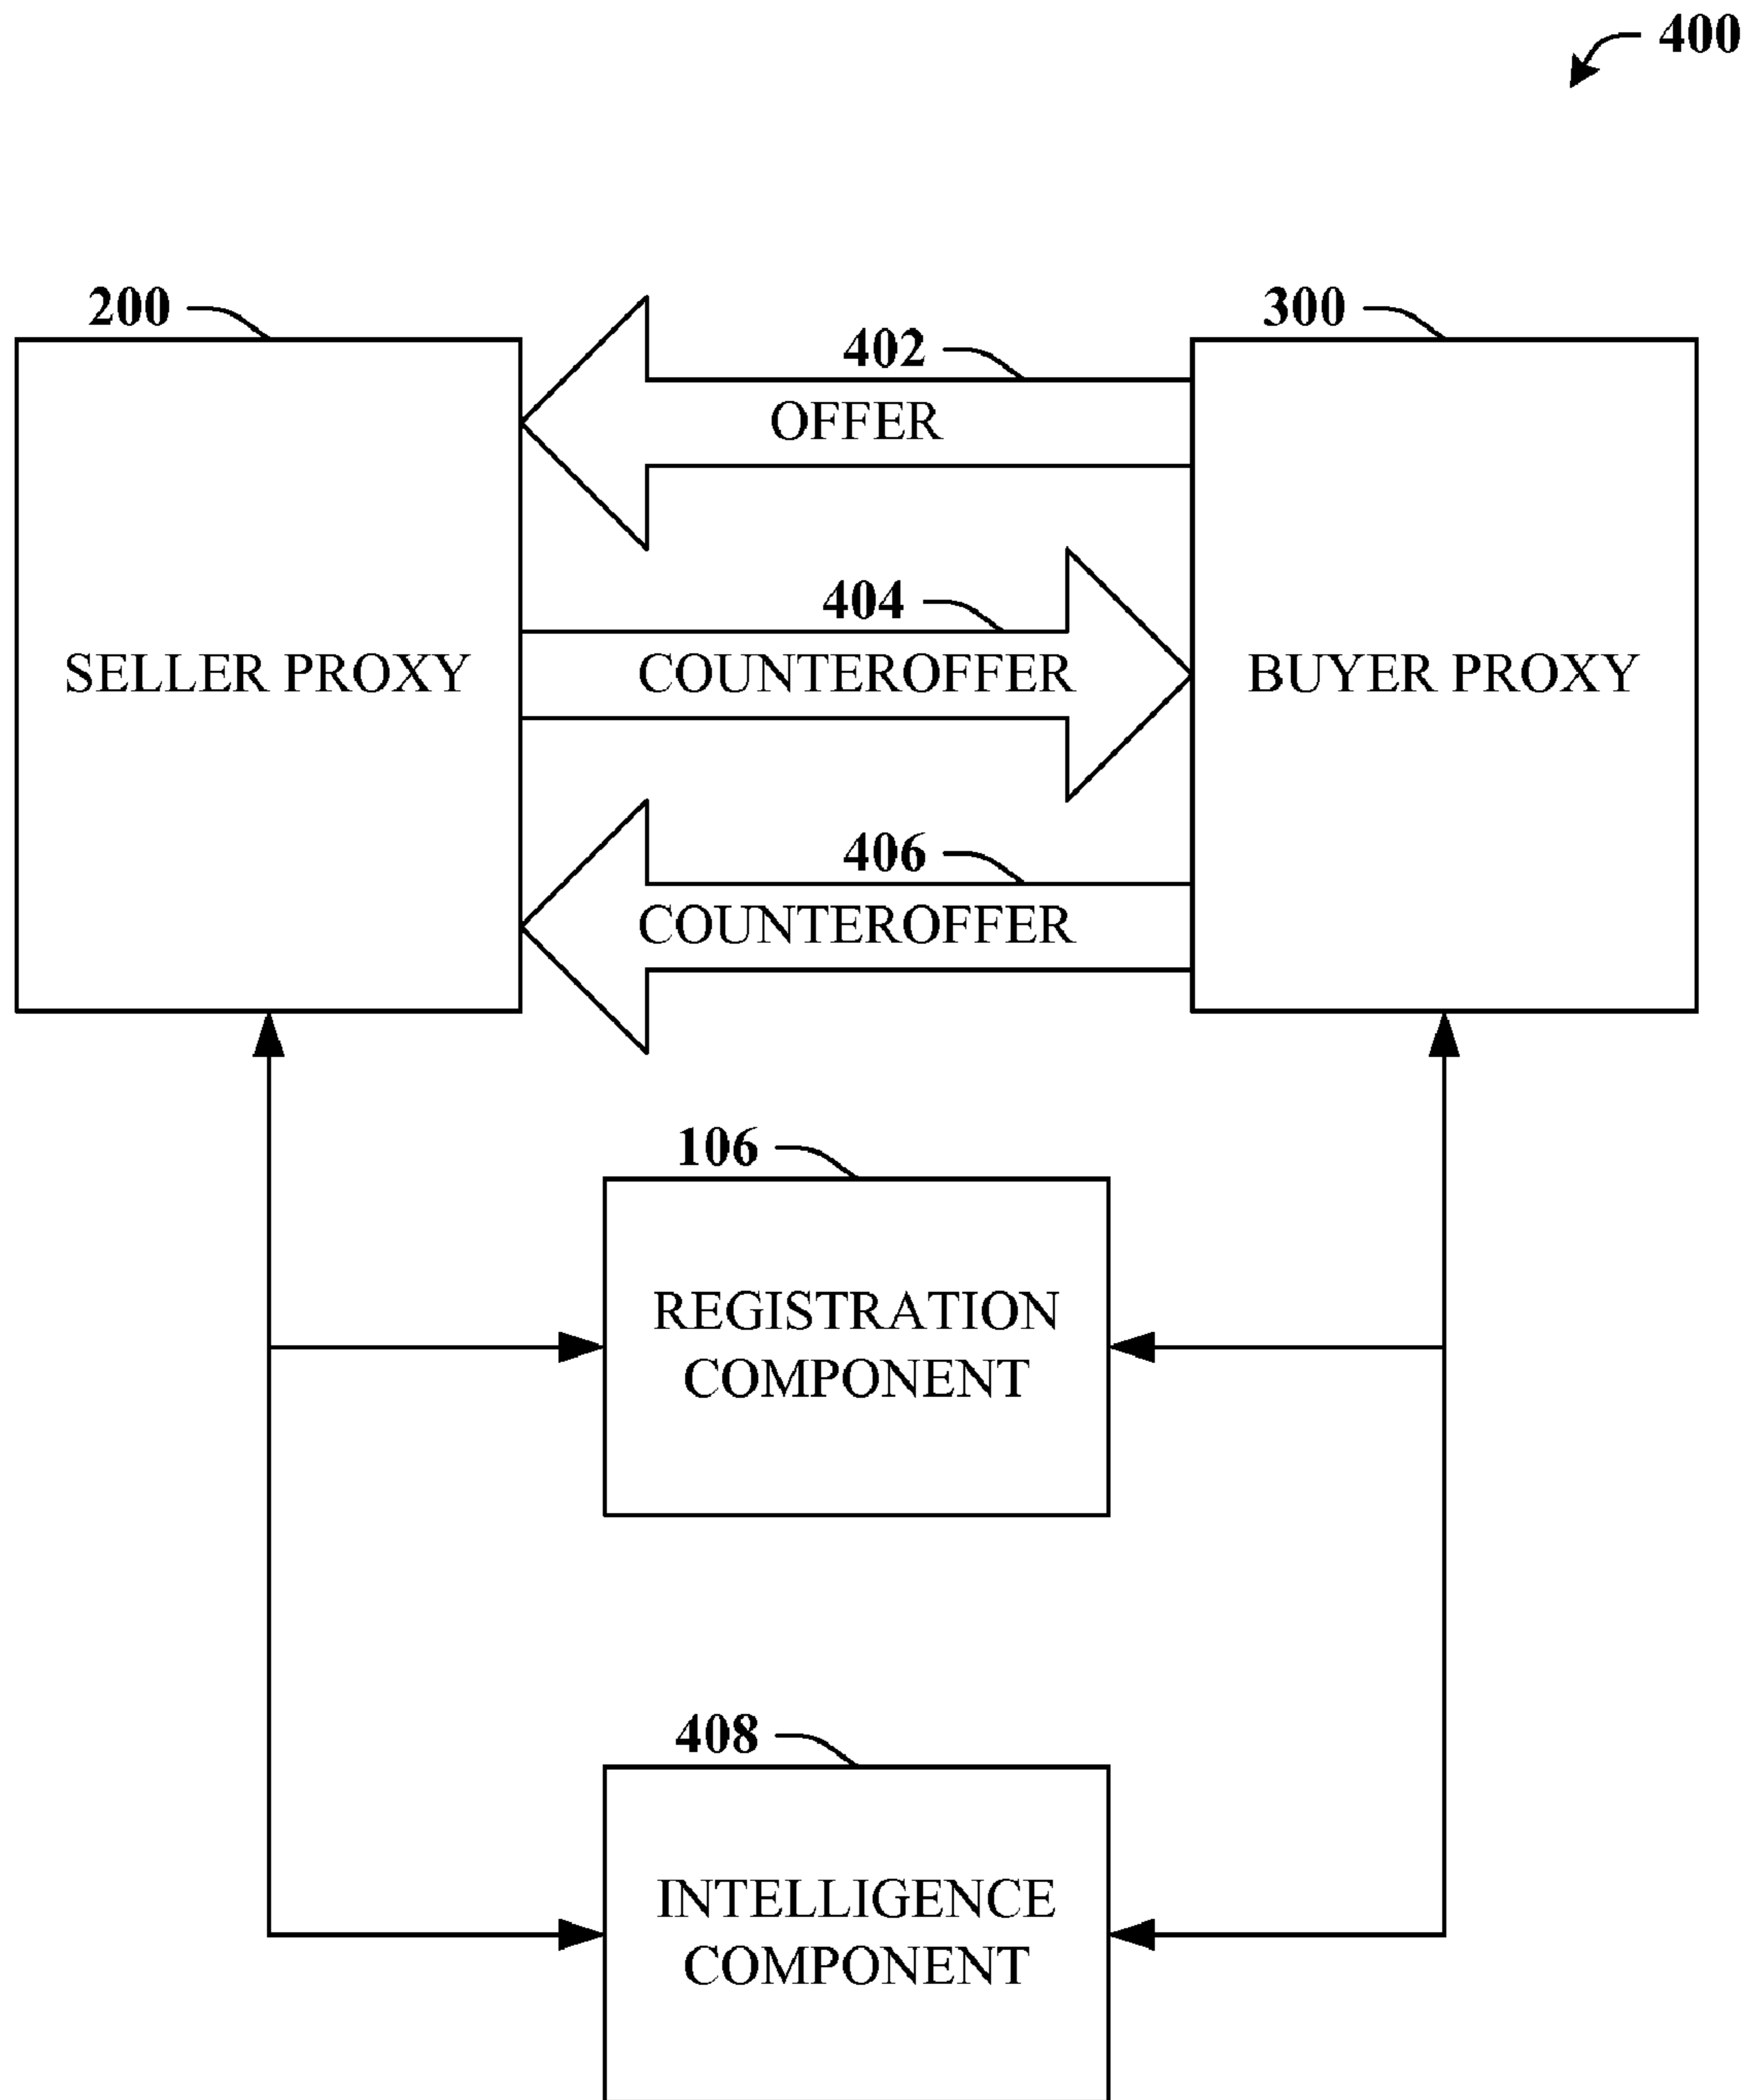 400
200
300
402
OFFER
404
SELLER PROXY
COUNTEROFFER
BUYER PROXY
406
COUNTEROFFER
106
REGISTRATION
COMPONENT
408
INTELLIGENCE
COMPONENT